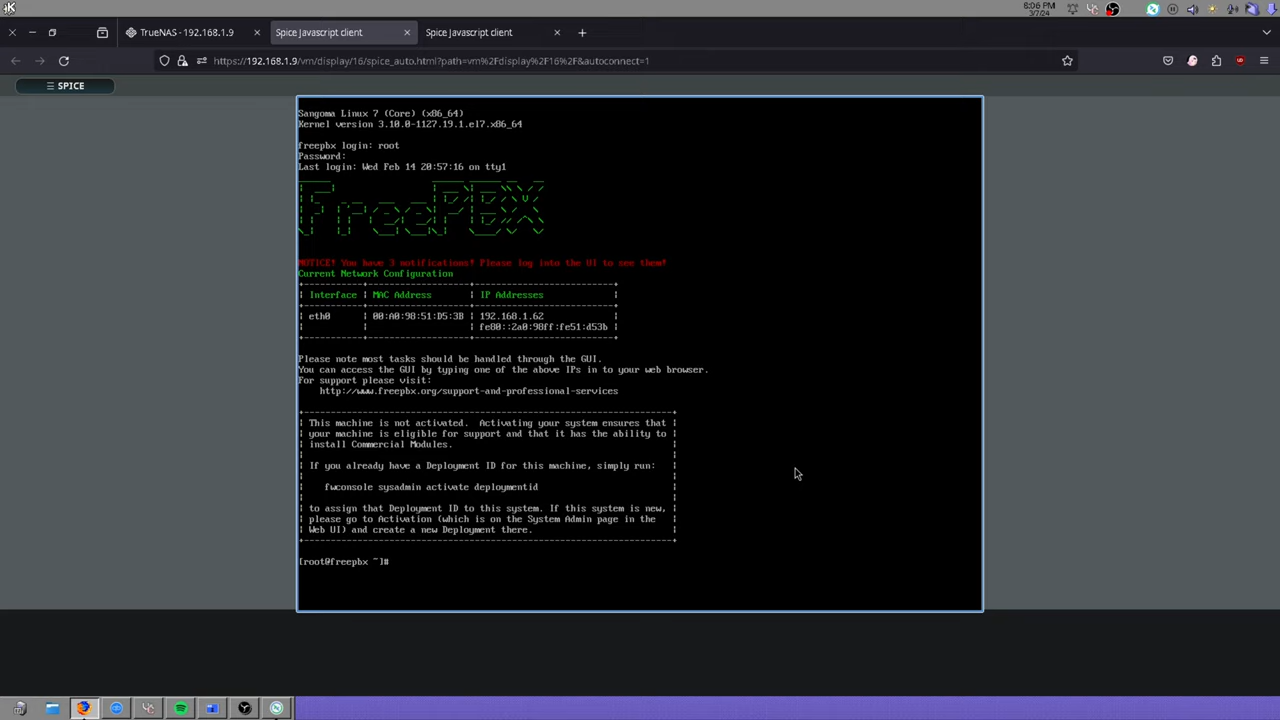 8:06 PM
3/7/24
TrueNAS - 192.168.1.9
Spice Javascript client
Spice Javascript client
https://192.168.1.9/vm/display/16/spice_auto.html?path=vm%2Fdisplay%2F16%2F&autoconnect=1
☰ SPICE
Sangoma Linux 7 (Core) (x86_64)
Kernel version 3.10.0-1127.19.1.el7.x86_64
freepbx login: root
Password:
Last login: Wed Feb 14 20:57:16 on tty1
FreePBX
NOTICE! You have 3 notifications! Please log into the UI to see them!
Current Network Configuration
Interface | MAC Address | IP Addresses
eth0 | 00:A0:98:51:D5:3B | 192.168.1.62
fe80::2a0:98ff:fe51:d53b
Please note most tasks should be handled through the GUI.
You can access the GUI by typing one of the above IPs in to your web browser.
For support please visit:
http://www.freepbx.org/support-and-professional-services
This machine is not activated.  Activating your system ensures that
your machine is eligible for support and that it has the ability to
install Commercial Modules.
If you already have a Deployment ID for this machine, simply run:
fwconsole sysadmin activate deploymentid
to assign that Deployment ID to this system. If this system is new,
please go to Activation (which is on the System Admin page in the
Web UI) and create a new Deployment there.
[root@freepbx ~]#